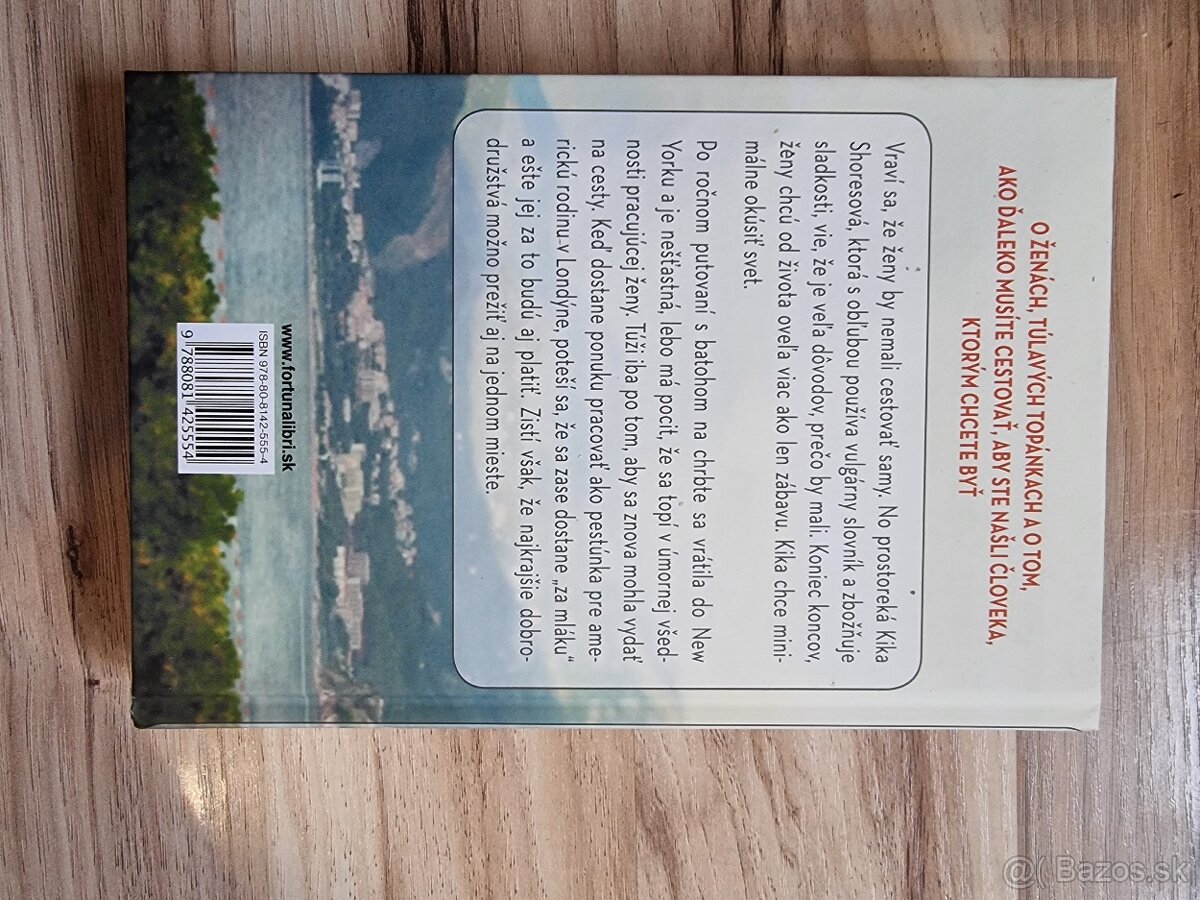 O ŽENÁCH, TÚLAVÝCH TOPÁNKACH A O TOM,
AKO ĎALEKO MUSÍTE CESTOVAŤ, ABY STE NAŠLI ČLOVEKA,
KTORÝM CHCETE BYŤ
Vraví sa, že ženy by nemali cestovať samy. No prostoreká Kika
Shoresová, ktorá s obľubou používa vulgárny slovník a zbožňuje
sladkosti, vie, že je veľa dôvodov, prečo by mali. Koniec koncov,
ženy chcú od života oveľa viac ako len zábavu. Kika chce mini-
málne okúsiť svet.
Po ročnom putovaní s batohom na chrbte sa vrátila do New
Yorku a je nešťastná, lebo má pocit, že sa topí v úmornej všed-
nosti pracujúcej ženy. Túži iba po tom, aby sa znova mohla vydať
na cesty. Keď dostane ponuku pracovať ako pestúnka pre ame-
rickú rodinu v Londýne, poteší sa, že sa zase dostane „za mláku“
a ešte jej za to budú aj platiť. Zistí však, že najkrajšie dobro-
družstvá možno prežiť aj na jednom mieste.
www.fortunalibri.sk
ISBN 978-80-8142-555-4
9 788081 425554
@( Bazos.sk